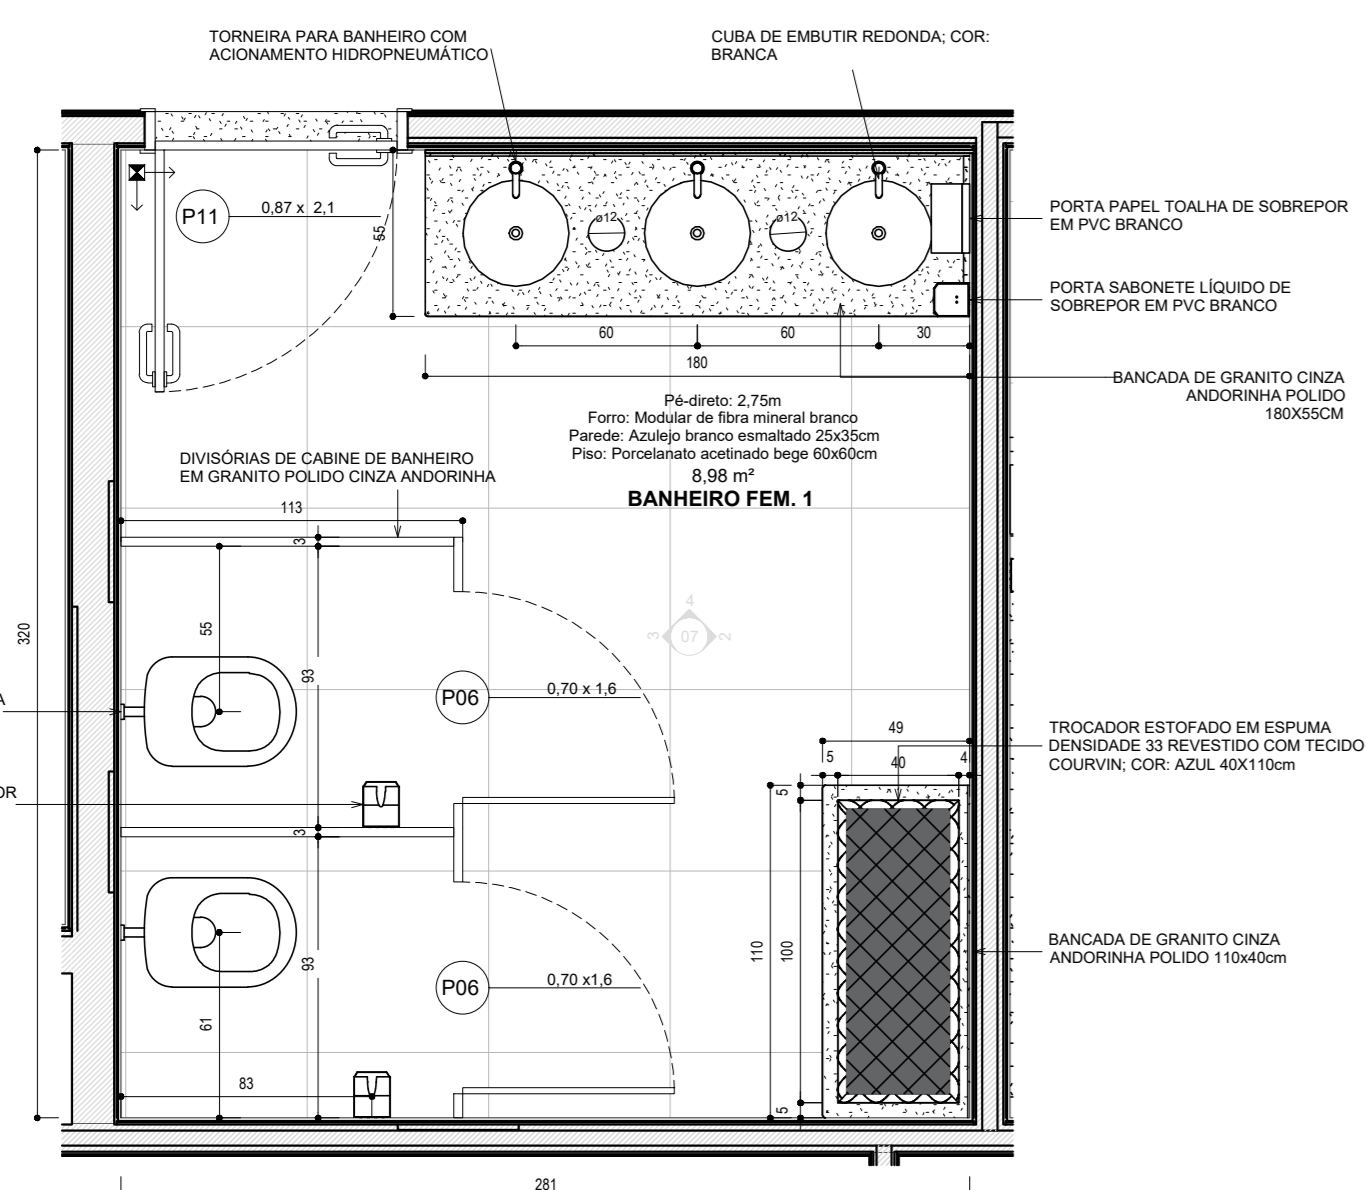 TORNEIRA PARA BANHEIRO COM
ACIONAMENTO HIDROPNEUMÁTICO
CUBA DE EMBUTIR REDONDA; COR:
BRANCA
P11
0,87 x 2,1
55
ø12
ø12
PORTA PAPEL TOALHA DE SOBREPOR
EM PVC BRANCO
PORTA SABONETE LÍQUIDO DE
SOBREPOR EM PVC BRANCO
60
60
30
180
BANCADA DE GRANITO CINZA
ANDORINHA POLIDO
180X55CM
Pé-direto: 2,75m
Forro: Modular de fibra mineral branco
Parede: Azulejo branco esmaltado 25x35cm
Piso: Porcelanato acetinado bege 60x60cm
8,98 m²
BANHEIRO FEM. 1
DIVISÓRIAS DE CABINE DE BANHEIRO
EM GRANITO POLIDO CINZA ANDORINHA
113
3
320
55
93
4
3
07
2
A
P06
0,70 x 1,6
OR
3
49
5
40
4
5
TROCADOR ESTOFADO EM ESPUMA
DENSIDADE 33 REVESTIDO COM TECIDO
COURVIN; COR: AZUL 40X110cm
110
100
BANCADA DE GRANITO CINZA
ANDORINHA POLIDO 110x40cm
93
61
P06
0,70 x1,6
83
5
281